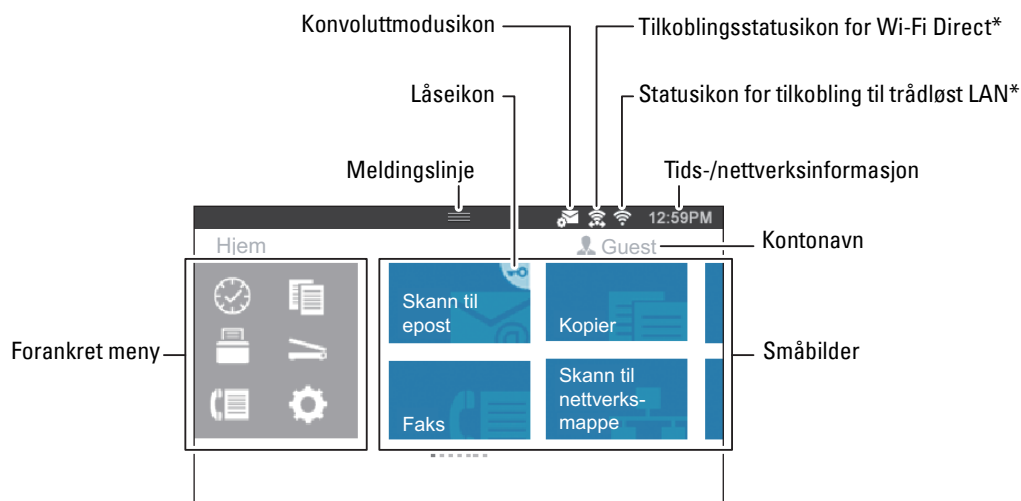 Konvoluttmodusikon
Tilkoblingsstatusikon for Wi-Fi Direct*
Låseikon
Statusikon for tilkobling til trådløst LAN*
Meldingslinje
Tids-/nettverksinformasjon
12:59PM
Hjem
Guest
Kontonavn
Skann til
epost
Kopier
Forankret meny
Småbilder
Faks
Skann til
nettverks-
mappe